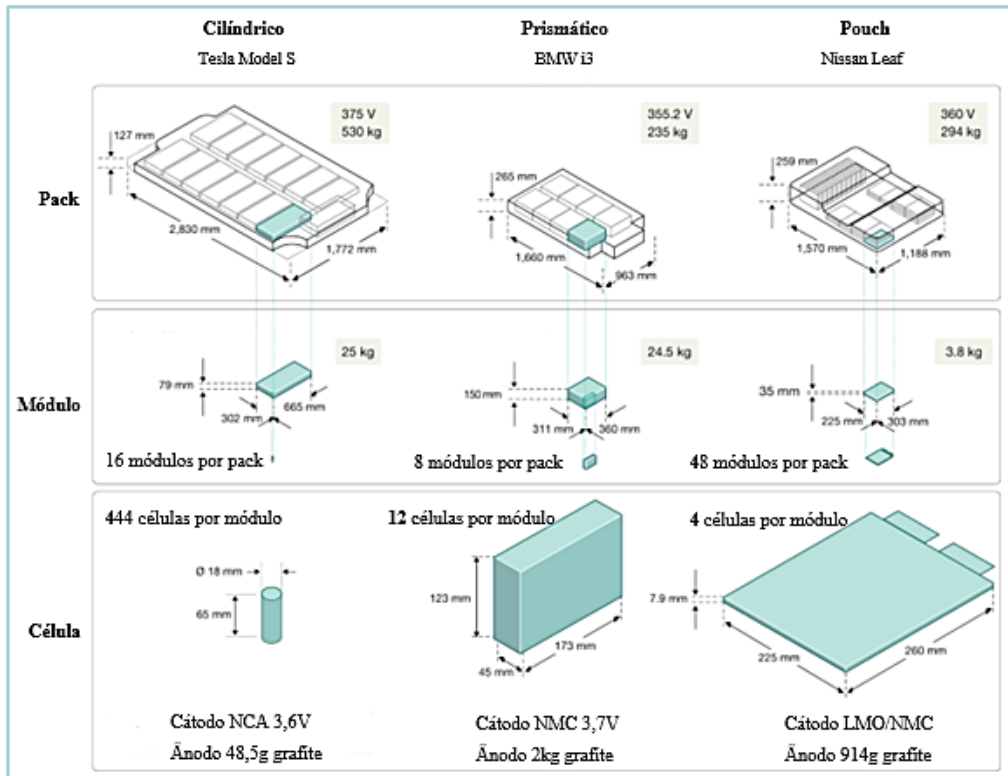 Cilíndrico
Tesla Model S
Prismático
BMW i3
Pouch
Nissan Leaf
Pack
375 V
530 kg
127 mm
2,830 mm
1,772 mm
355.2 V
235 kg
265 mm
1,660 mm
963 mm
360 V
294 kg
259 mm
1,570 mm
1,188 mm
Módulo
25 kg
79 mm
302 mm
665 mm
16 módulos por pack
24.5 kg
150 mm
311 mm
360 mm
8 módulos por pack
3.8 kg
35 mm
225 mm
303 mm
48 módulos por pack
Célula
444 células por módulo
Ø 18 mm
65 mm
Cátodo NCA 3,6V
Ânodo 48,5g grafite
12 células por módulo
123 mm
45 mm
173 mm
Cátodo NMC 3,7V
Ânodo 2kg grafite
4 células por módulo
7.9 mm
225 mm
260 mm
Cátodo LMO/NMC
Ânodo 914g grafite